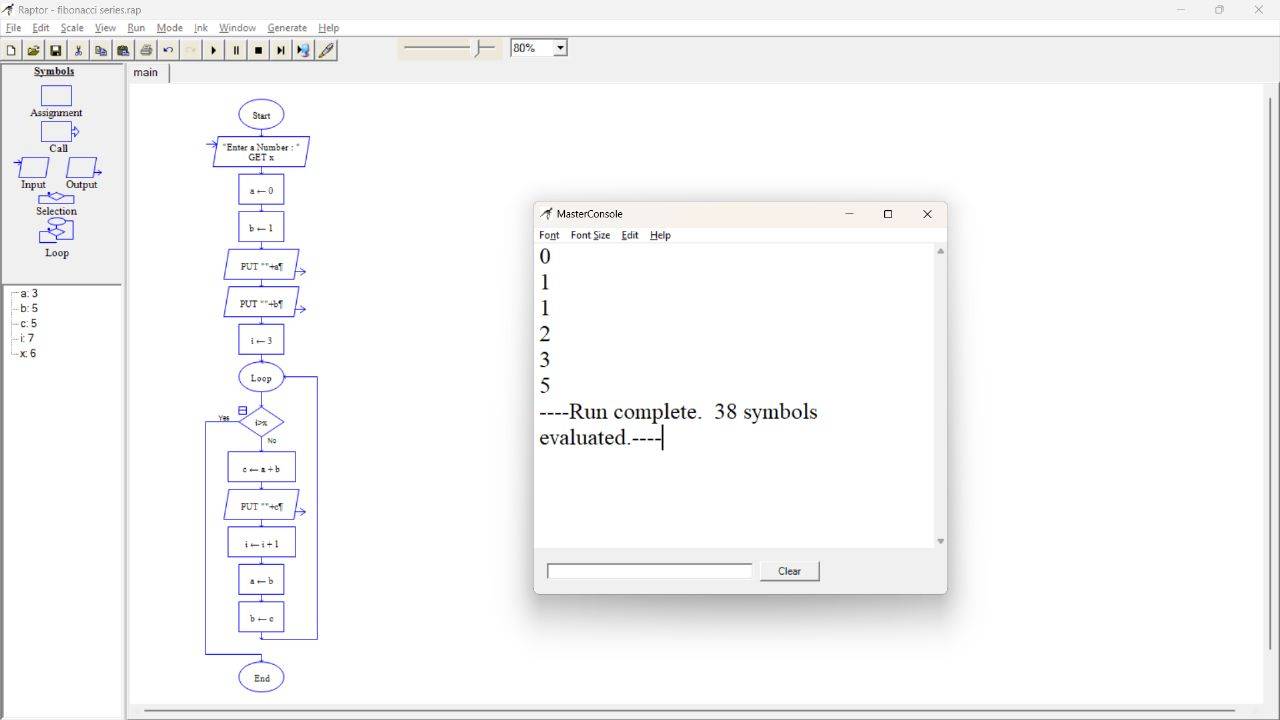 Raptor - fibonacci series.rap
File Edit Scale View Run Mode Ink Window Generate Help
80%
Symbols
Assignment
Call
Input Output
Selection
Loop
a: 3
b: 5
c: 5
i: 7
x: 6
main
Start
"Enter a Number : "
GET x
a ← 0
b ← 1
PUT ""+a¶
PUT ""+b¶
i ← 3
Loop
Yes
i>x
No
c ← a + b
PUT ""+c¶
i ← i + 1
a ← b
b ← c
End
MasterConsole
Font Font Size Edit Help
0
1
1
2
3
5
----Run complete.  38 symbols
evaluated.----
Clear